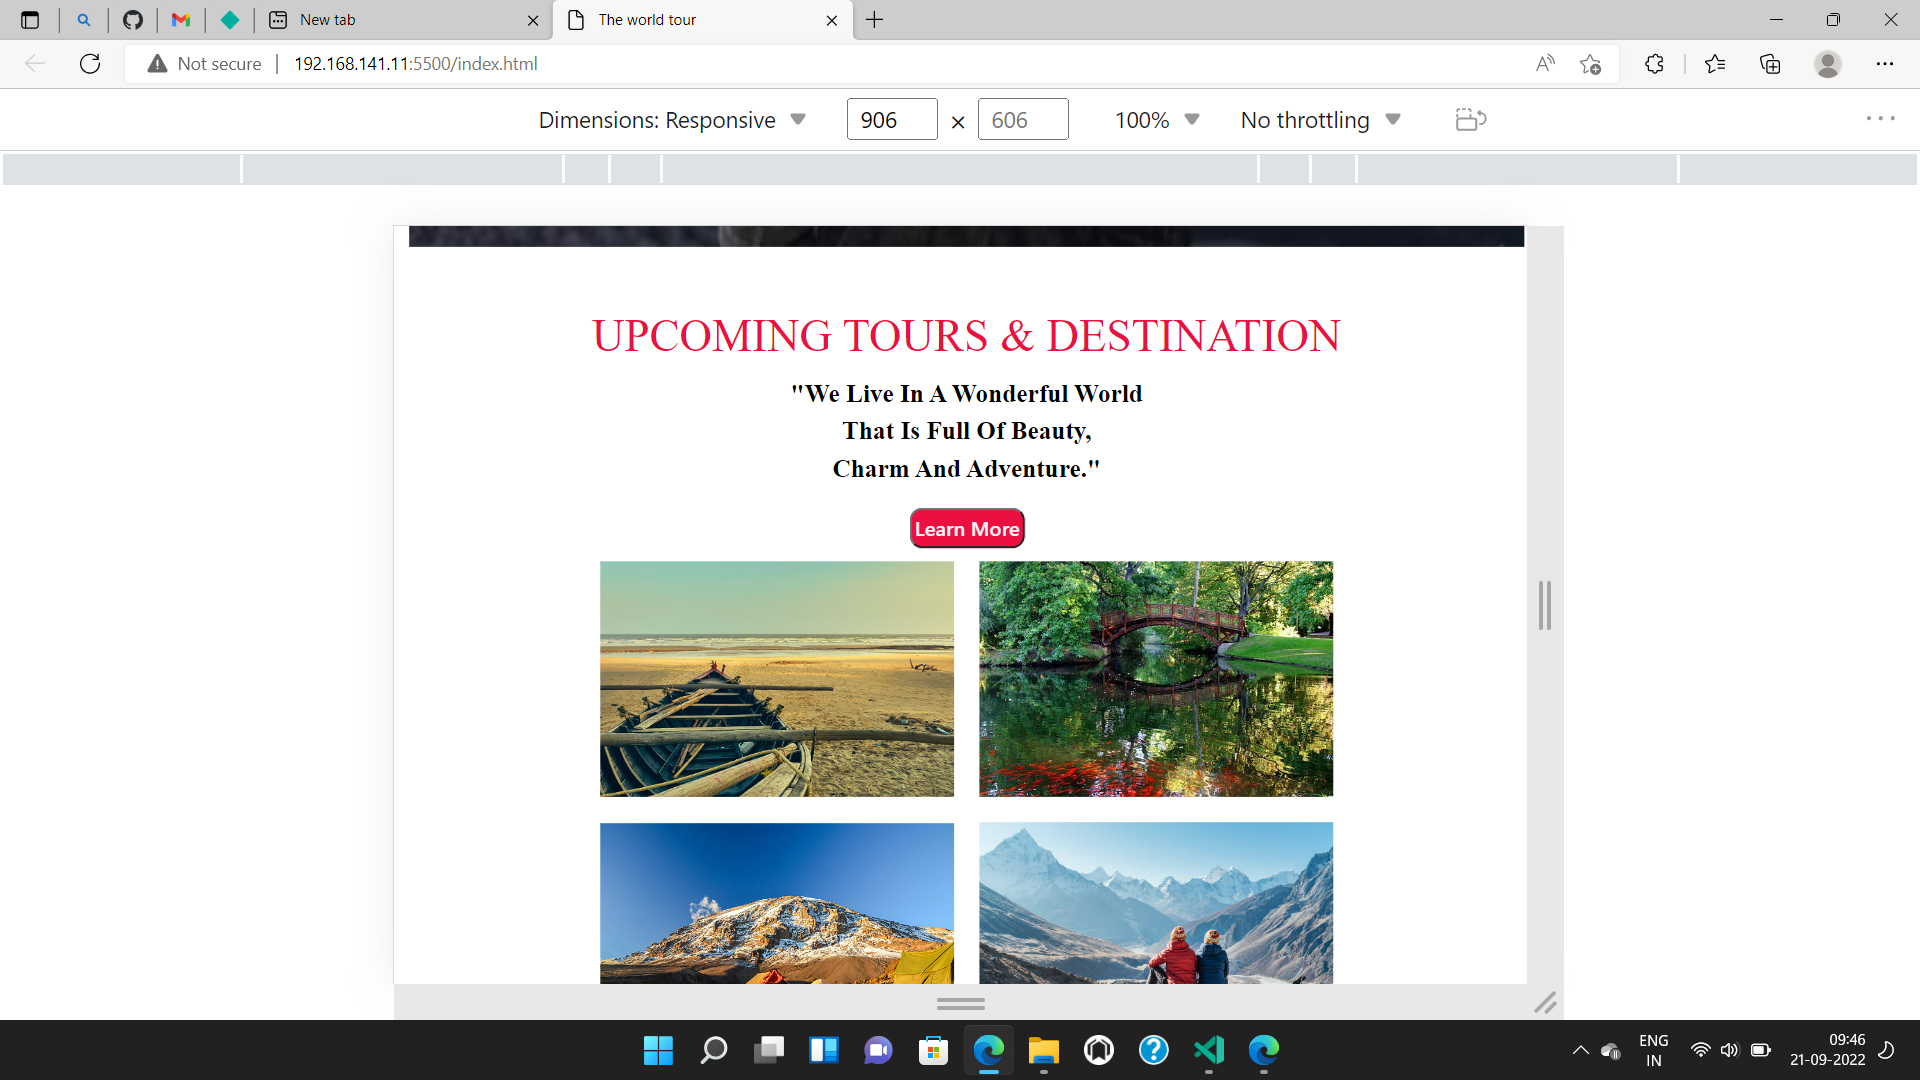 New tab
The world tour
Not secure
192.168.141.11:5500/index.html
Dimensions: Responsive
906 × 606
100%
No throttling
UPCOMING TOURS & DESTINATION
"We Live In A Wonderful World
That Is Full Of Beauty,
Charm And Adventure."
Learn More
ENG
IN
09:46
21-09-2022